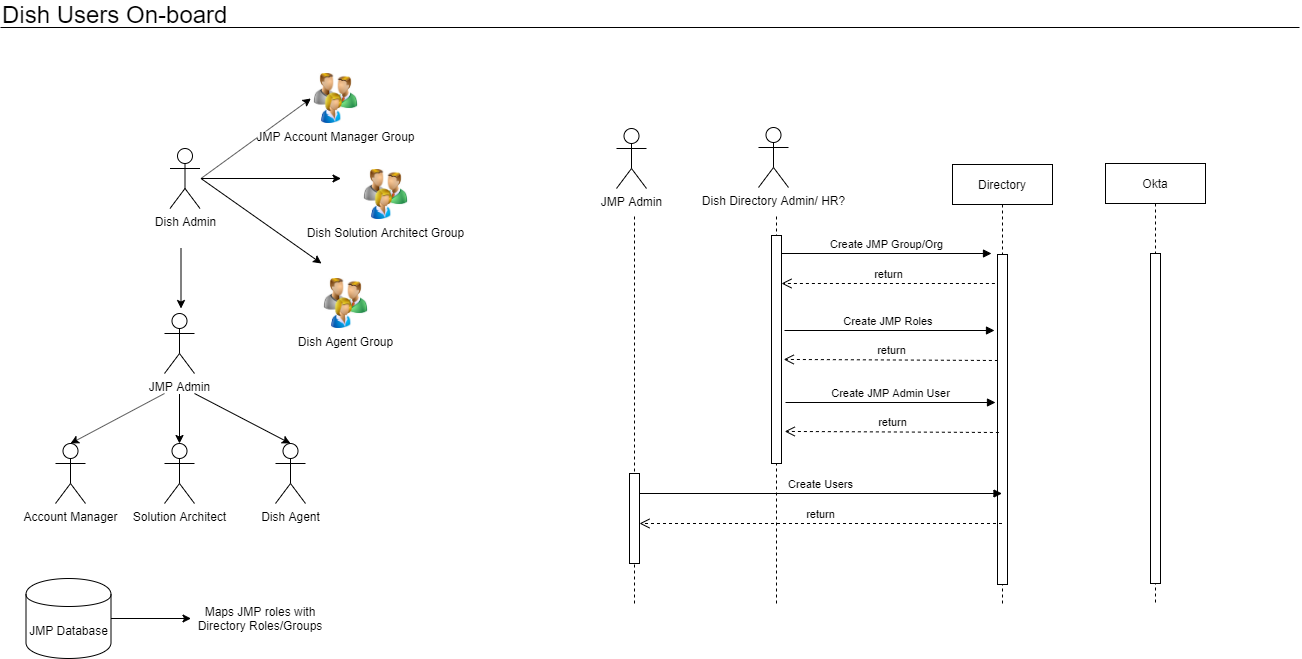 Dish Users On-board
JMP Account Manager Group
Dish Admin
Dish Solution Architect Group
Dish Agent Group
JMP Admin
Account Manager
Solution Architect
Dish Agent
JMP Database
Maps JMP roles with
Directory Roles/Groups
JMP Admin
Dish Directory Admin/ HR?
Directory
Okta
Create JMP Group/Org
return
Create JMP Roles
return
Create JMP Admin User
return
Create Users
return